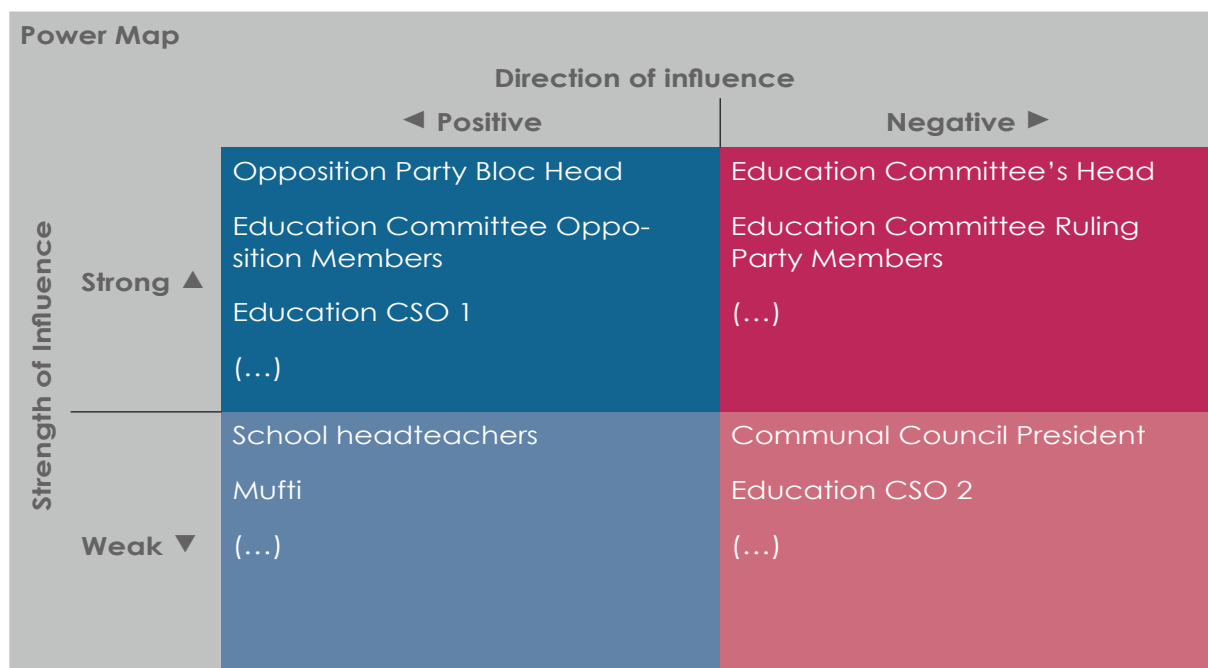 Power Map
Direction of influence
◄ Positive
Negative ►
Strength of Influence
Strong ▲
Opposition Party Bloc Head
Education Committee Oppo-
sition Members
Education CSO 1
(…)
Education Committee’s Head
Education Committee Ruling
Party Members
(…)
Weak ▼
School headteachers
Mufti
(…)
Communal Council President
Education CSO 2
(…)